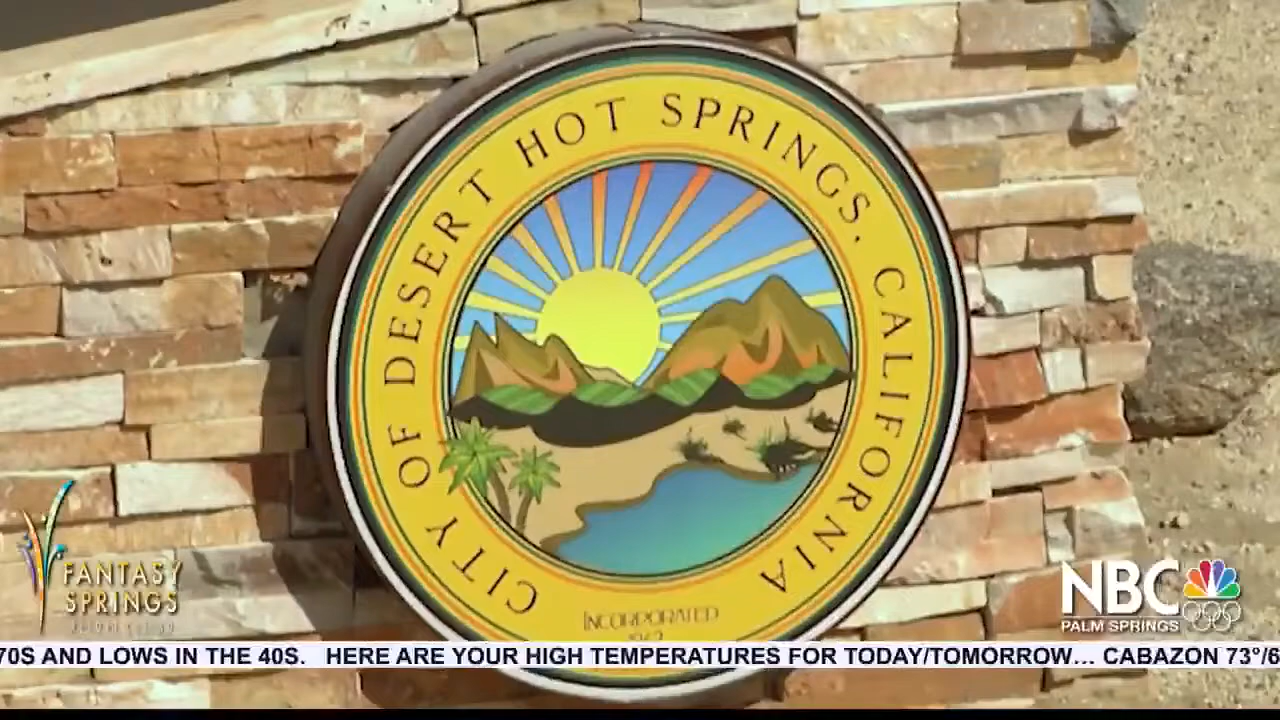 CITY OF DESERT HOT SPRINGS, CALIFORNIA
INCORPORATED
FANTASY
SPRINGS
NBC
PALM SPRINGS
70S AND LOWS IN THE 40S. HERE ARE YOUR HIGH TEMPERATURES FOR TODAY/TOMORROW... CABAZON 73°/6